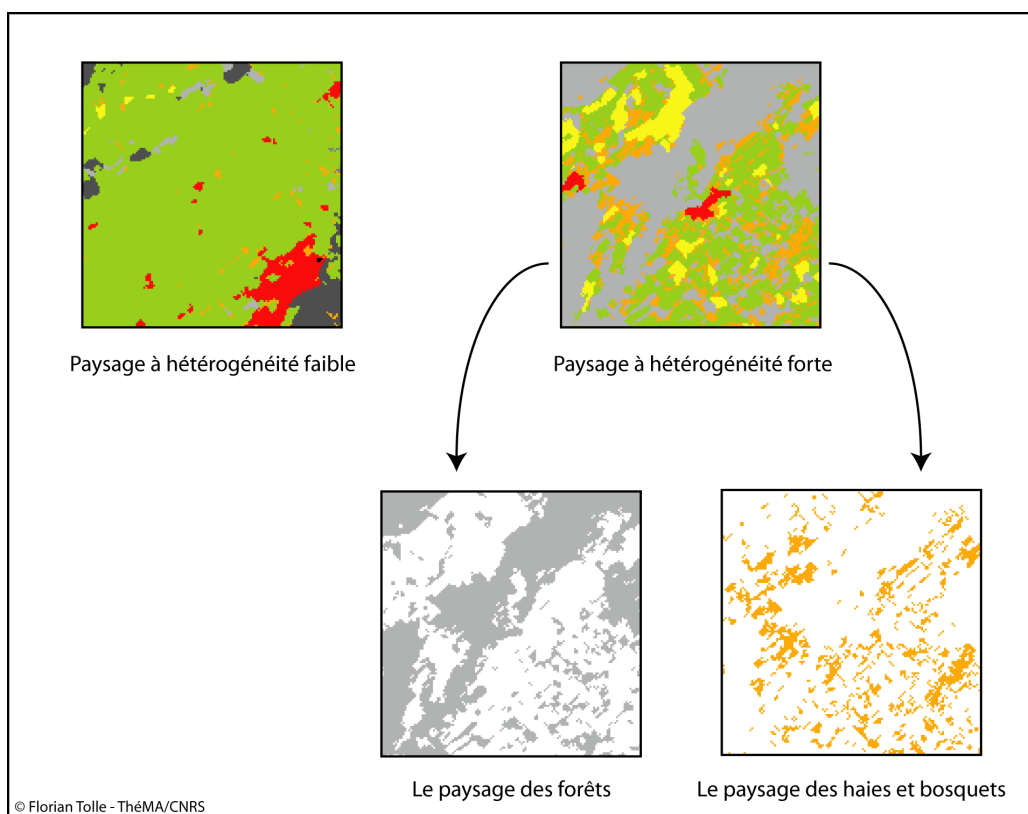 Paysage à hétérogénéité faible
Paysage à hétérogénéité forte
Le paysage des forêts
Le paysage des haies et bosquets
© Florian Tolle - ThéMA/CNRS